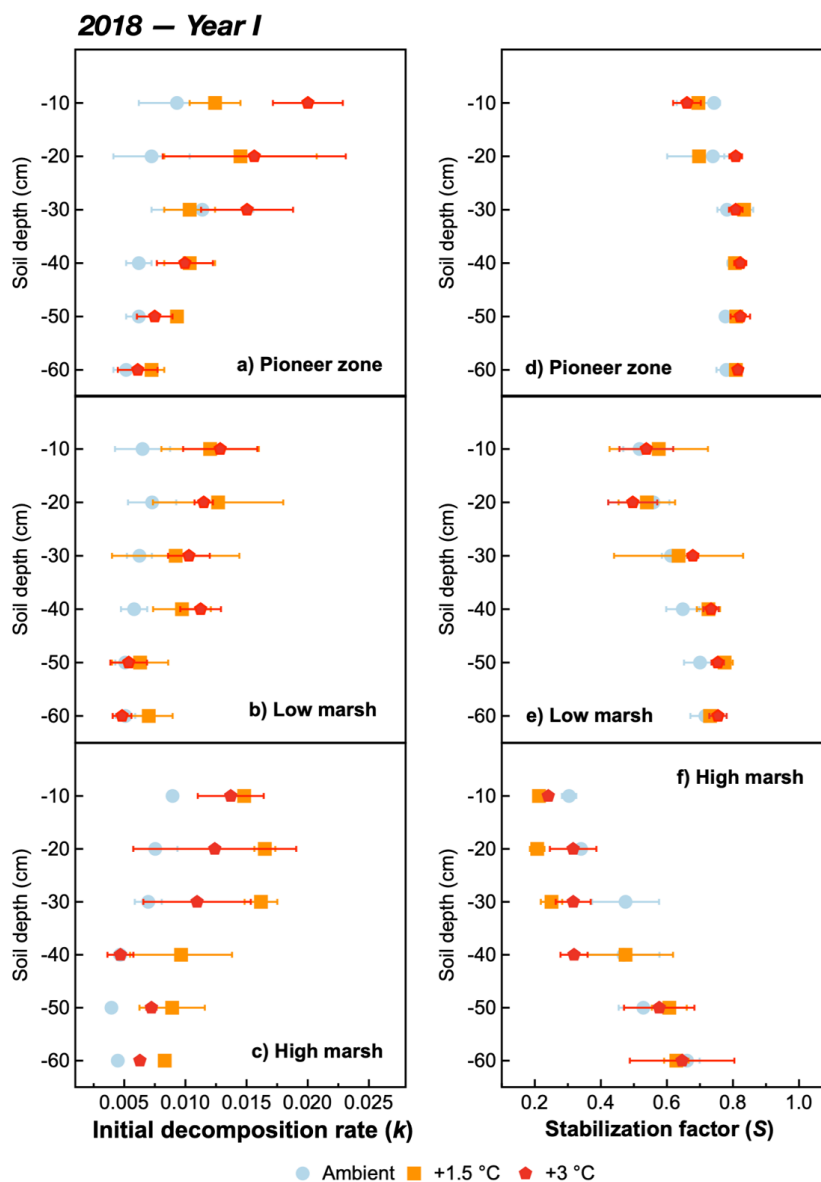 2018 — Year I
-10
-20
-30
-40
-50
-60
Soil depth (cm)
a) Pioneer zone
-10
-20
-30
-40
-50
-60
Soil depth (cm)
d) Pioneer zone
-10
-20
-30
-40
-50
-60
Soil depth (cm)
b) Low marsh
-10
-20
-30
-40
-50
-60
Soil depth (cm)
e) Low marsh
-10
-20
-30
-40
-50
-60
Soil depth (cm)
c) High marsh
0.005 0.010 0.015 0.020 0.025
Initial decomposition rate (k)
f) High marsh
-10
-20
-30
-40
-50
-60
Soil depth (cm)
0.2 0.4 0.6 0.8 1.0
Stabilization factor (S)
Ambient +1.5 °C +3 °C